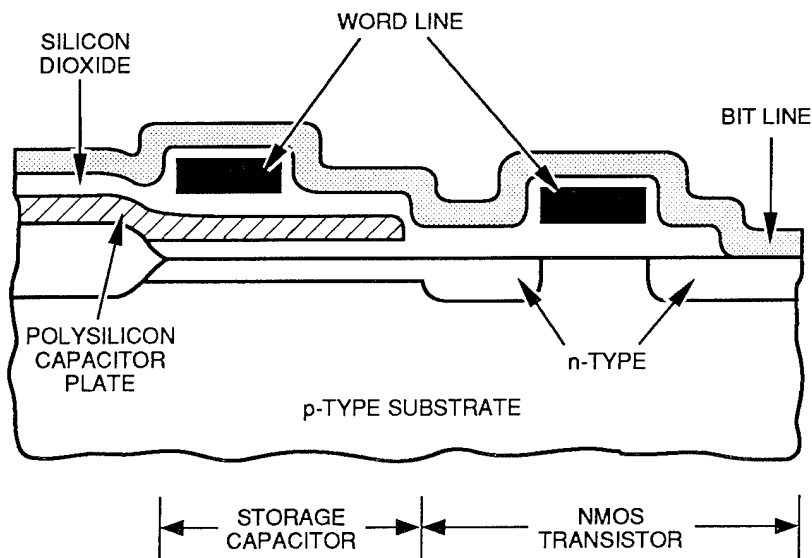 WORD LINE
SILICON
DIOXIDE
BIT LINE
POLYSILICON
CAPACITOR
PLATE
n-TYPE
p-TYPE SUBSTRATE
STORAGE
CAPACITOR
NMOS
TRANSISTOR